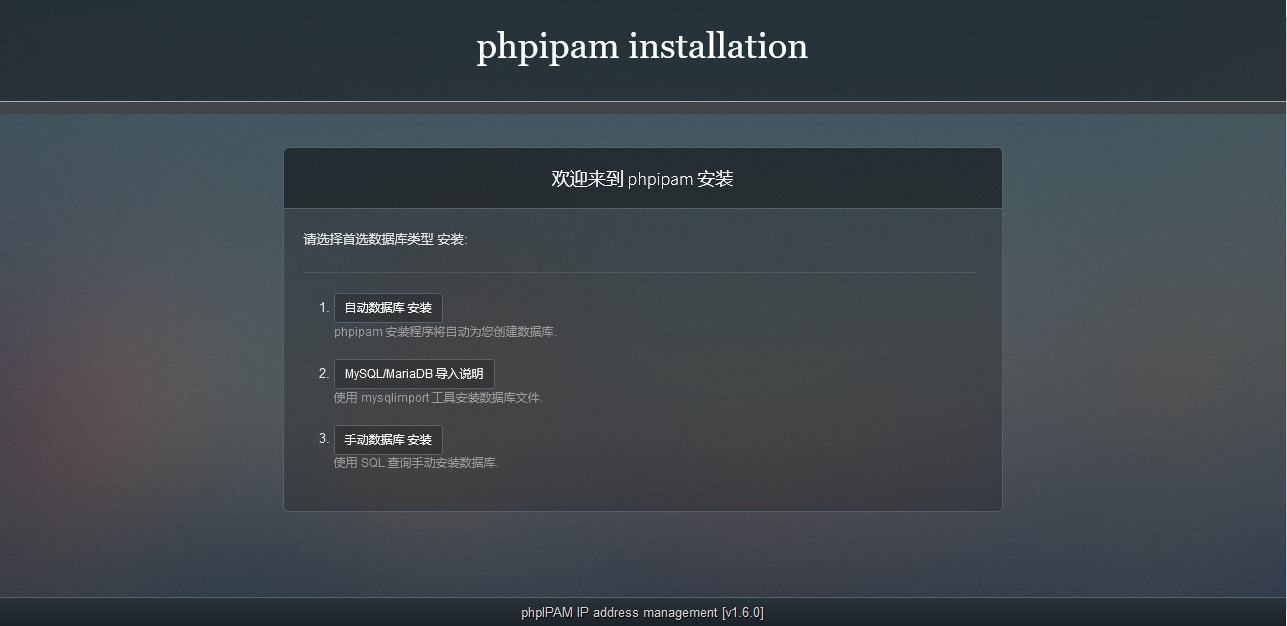 phpipam installation
欢迎来到 phpipam 安装
请选择首选数据库类型 安装:
1. 自动数据库 安装
phpipam 安装程序将自动为您创建数据库.
2. MySQL/MariaDB 导入说明
使用 mysqlimport 工具安装数据库文件.
3. 手动数据库 安装
使用 SQL 查询手动安装数据库.
phpIPAM IP address management [v1.6.0]